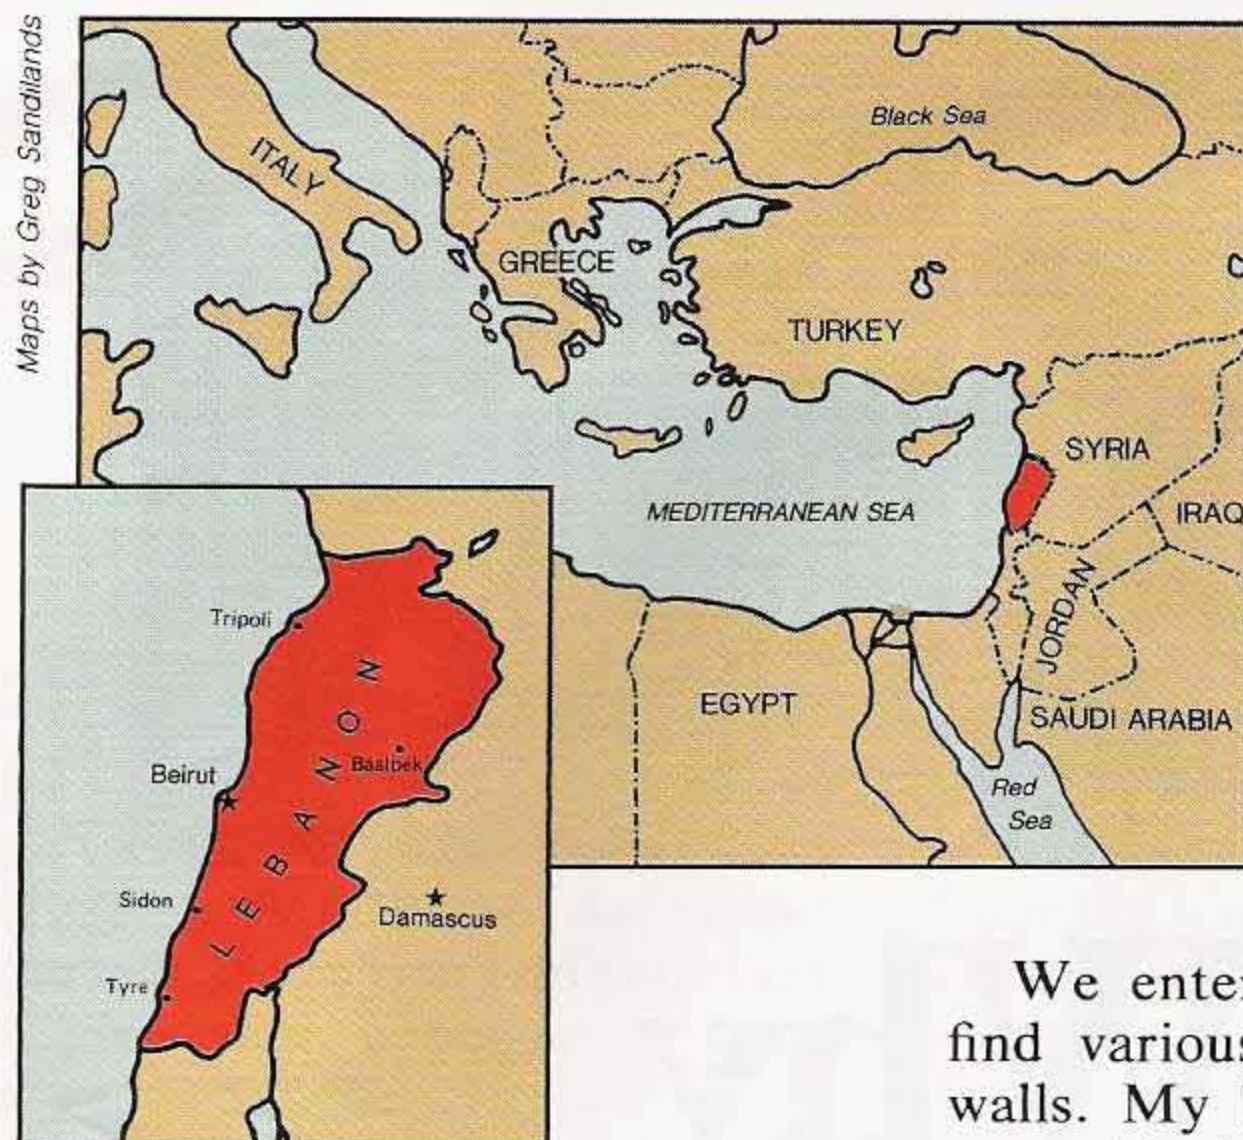 Maps by Greg Sandilands
ITALY
Black Sea
GREECE
TURKEY
SYRIA
MEDITERRANEAN SEA
IRAQ
JORDAN
EGYPT
SAUDI ARABIA
Red
Sea
Tripoli
LEBANON
Baalbek
Beirut
Sidon
Damascus
Tyre
We enter
find various
walls. My